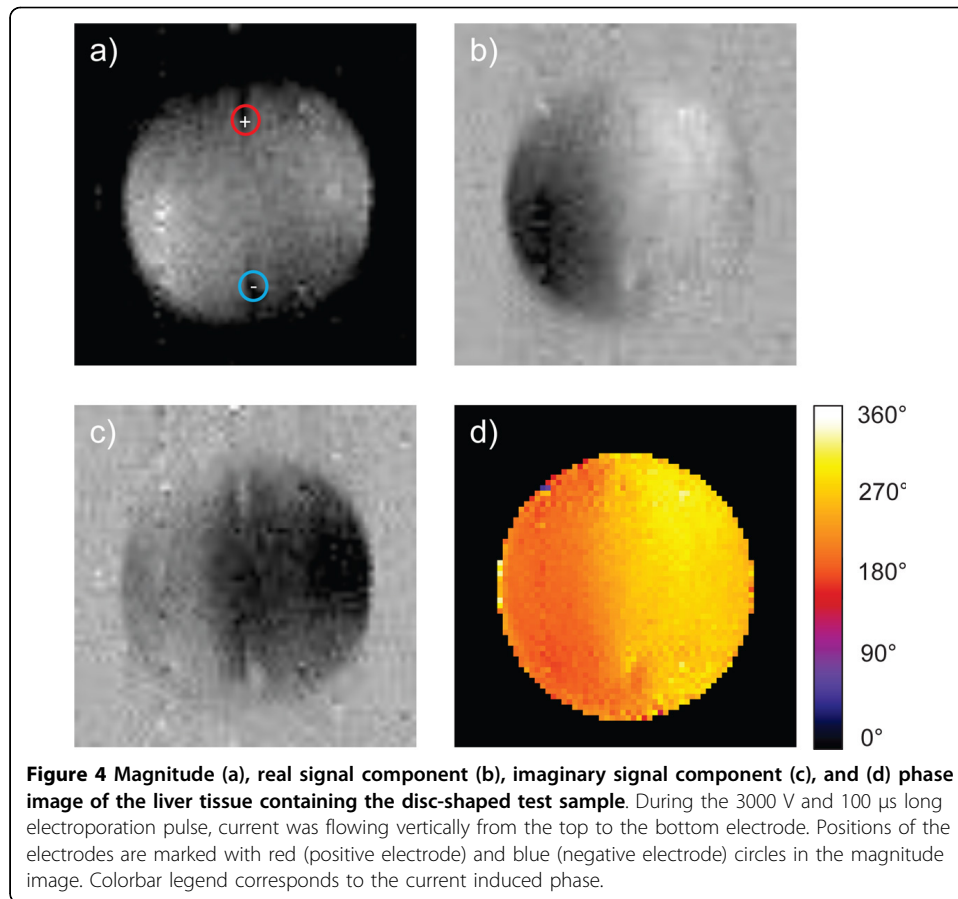 a)
+
-
b)
c)
d)
360°
270°
180°
90°
0°
Figure 4 Magnitude (a), real signal component (b), imaginary signal component (c), and (d) phase
image of the liver tissue containing the disc-shaped test sample. During the 3000 V and 100 μs long
electroporation pulse, current was flowing vertically from the top to the bottom electrode. Positions of the
electrodes are marked with red (positive electrode) and blue (negative electrode) circles in the magnitude
image. Colorbar legend corresponds to the current induced phase.